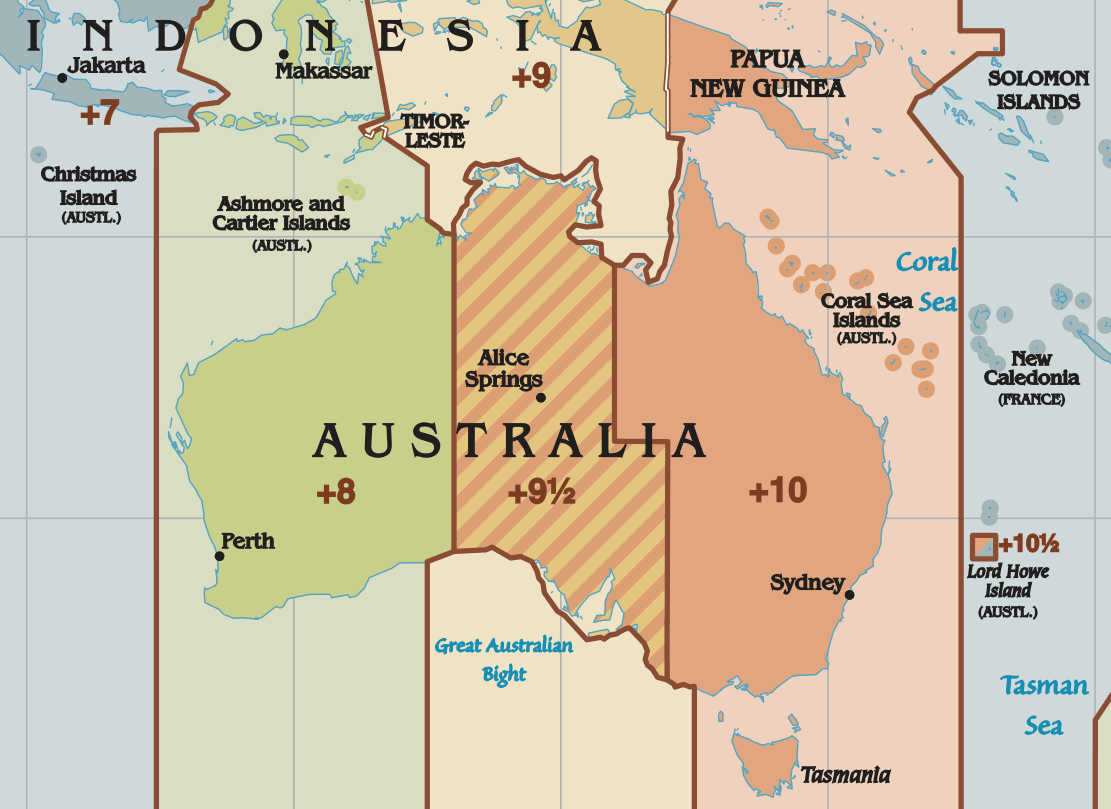 INDONESIA
Jakarta
+7
Makassar
+9
PAPUA
NEW GUINEA
SOLOMON
ISLANDS
TIMOR-
LESTE
Christmas
Island
(AUSTL.)
Ashmore and
Cartier Islands
(AUSTL.)
Coral
Sea
Coral Sea
Islands
(AUSTL.)
New
Caledonia
(FRANCE)
Alice
Springs
AUSTRALIA
+8
+9½
+10
Perth
Sydney
+10½
Lord Howe
Island
(AUSTL.)
Great Australian
Bight
Tasman
Sea
Tasmania